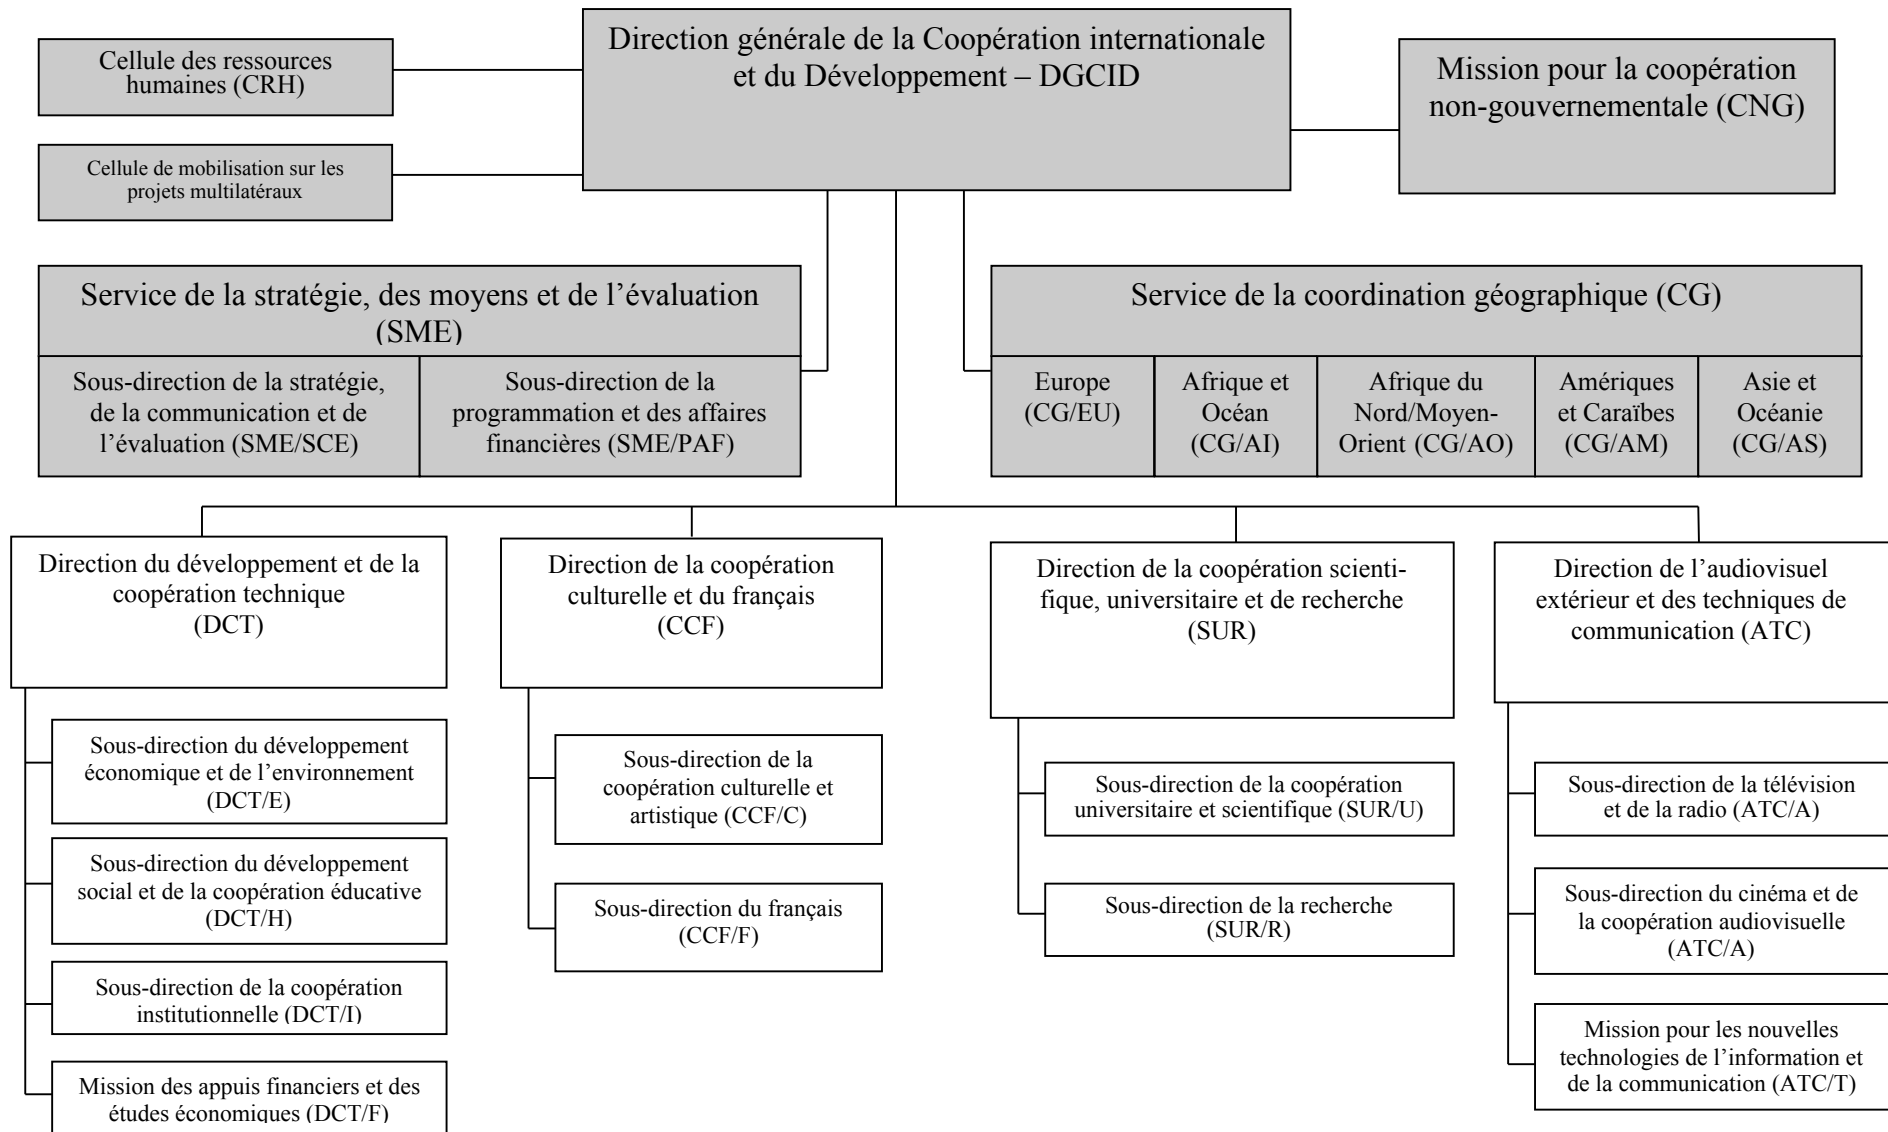 Direction générale de la Coopération internationale
et du Développement – DGCID
Cellule des ressources
humaines (CRH)
Mission pour la coopération
non-gouvernementale (CNG)
Cellule de mobilisation sur les
projets multilatéraux
Service de la stratégie, des moyens et de l’évaluation
(SME)
Sous-direction de la stratégie,
de la communication et de
l’évaluation (SME/SCE)
Sous-direction de la
programmation et des affaires
financières (SME/PAF)
Service de la coordination géographique (CG)
Europe
(CG/EU)
Afrique et
Océan
(CG/AI)
Afrique du
Nord/Moyen-
Orient (CG/AO)
Amériques
et Caraïbes
(CG/AM)
Asie et
Océanie
(CG/AS)
Direction du développement et de la
coopération technique
(DCT)
Sous-direction du développement
économique et de l’environnement
(DCT/E)
Sous-direction du développement
social et de la coopération éducative
(DCT/H)
Sous-direction de la coopération
institutionnelle (DCT/I)
Mission des appuis financiers et des
études économiques (DCT/F)
Direction de la coopération
culturelle et du français
(CCF)
Sous-direction de la
coopération culturelle et
artistique (CCF/C)
Sous-direction du français
(CCF/F)
Direction de la coopération scienti-
fique, universitaire et de recherche
(SUR)
Sous-direction de la coopération
universitaire et scientifique (SUR/U)
Sous-direction de la recherche
(SUR/R)
Direction de l’audiovisuel
extérieur et des techniques de
communication (ATC)
Sous-direction de la télévision
et de la radio (ATC/A)
Sous-direction du cinéma et de
la coopération audiovisuelle
(ATC/A)
Mission pour les nouvelles
technologies de l’information et
de la communication (ATC/T)